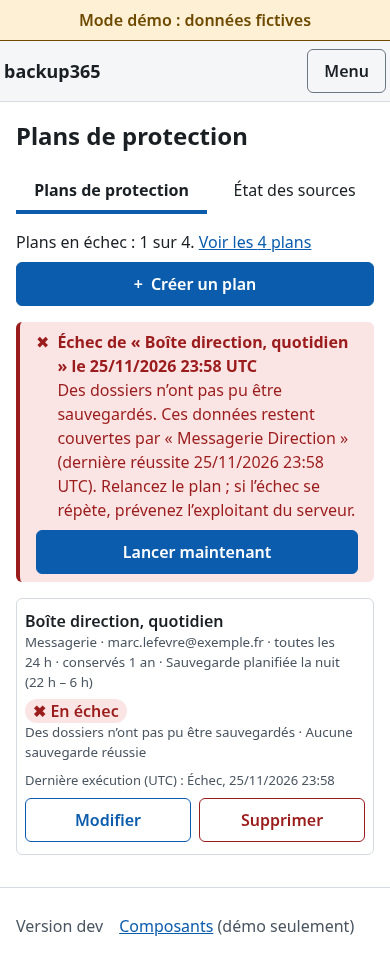 Mode démo : données fictives
backup365
Menu
Plans de protection
Plans de protection
État des sources
Plans en échec : 1 sur 4. Voir les 4 plans
+ Créer un plan
✖ Échec de « Boîte direction, quotidien
» le 25/11/2026 23:58 UTC
Des dossiers n’ont pas pu être
sauvegardés. Ces données restent
couvertes par « Messagerie Direction »
(dernière réussite 25/11/2026 23:58
UTC). Relancez le plan ; si l’échec se
répète, prévenez l’exploitant du serveur.
Lancer maintenant
Boîte direction, quotidien
Messagerie · marc.lefevre@exemple.fr · toutes les
24 h · conservés 1 an · Sauvegarde planifiée la nuit
(22 h – 6 h)
✖ En échec
Des dossiers n’ont pas pu être sauvegardés · Aucune
sauvegarde réussie
Dernière exécution (UTC) : Échec, 25/11/2026 23:58
Modifier
Supprimer
Version dev Composants (démo seulement)